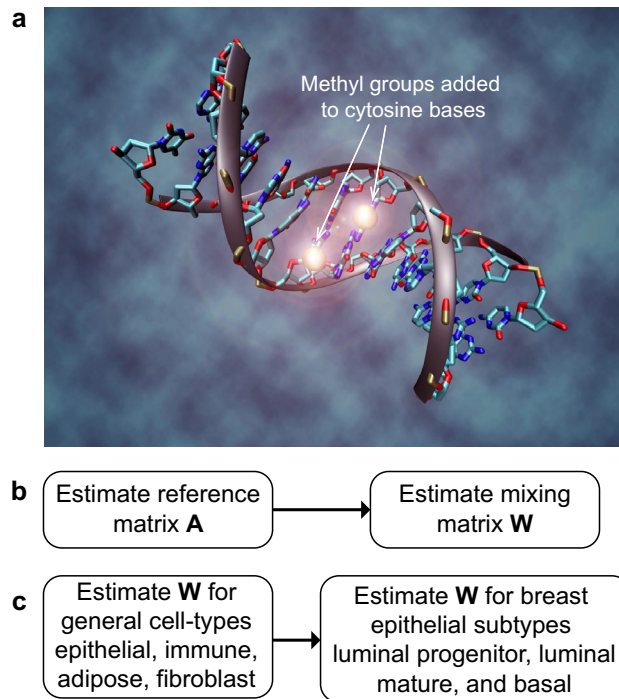 a
Methyl groups added
to cytosine bases
b
Estimate reference
matrix A
Estimate mixing
matrix W
c
Estimate W for
general cell-types
epithelial, immune,
adipose, fibroblast
Estimate W for breast
epithelial subtypes
luminal progenitor, luminal
mature, and basal